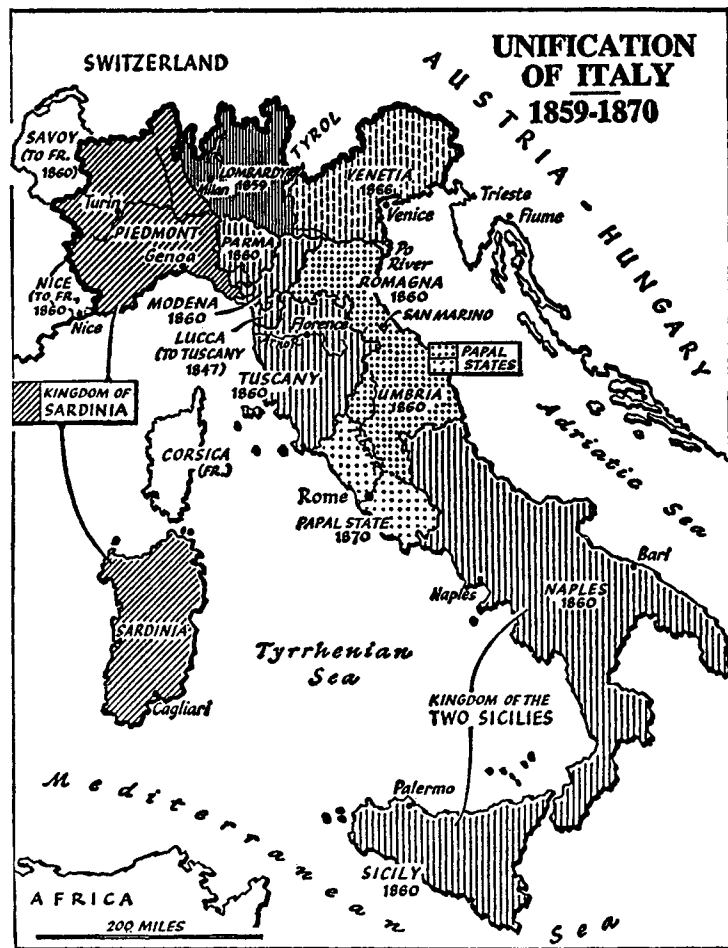 UNIFICATION
OF ITALY
1859-1870
SWITZERLAND
AUSTRIA-HUNGARY
TYROL
SAVOY
(TO FR.
1860)
LOMBARDY
1859
Milan
VENETIA
1866
Trieste
Fiume
Venice
Turin
PIEDMONT
Genoa
PARMA
1860
Po
River
ROMAGNA
1860
NICE
(TO FR.,
1860)
Nice
MODENA
1860
LUCCA
(TO TUSCANY
1847)
Florence
SAN MARINO
TUSCANY
1860
PAPAL
STATES
UMBRIA
1860
KINGDOM OF
SARDINIA
CORSICA
(FR.)
Adriatic Sea
Rome
PAPAL STATE
1870
Bari
Naples
NAPLES
1860
SARDINIA
Tyrrhenian
Sea
Cagliari
KINGDOM OF THE
TWO SICILIES
Palermo
Mediterranean Sea
SICILY
1860
AFRICA
200 MILES